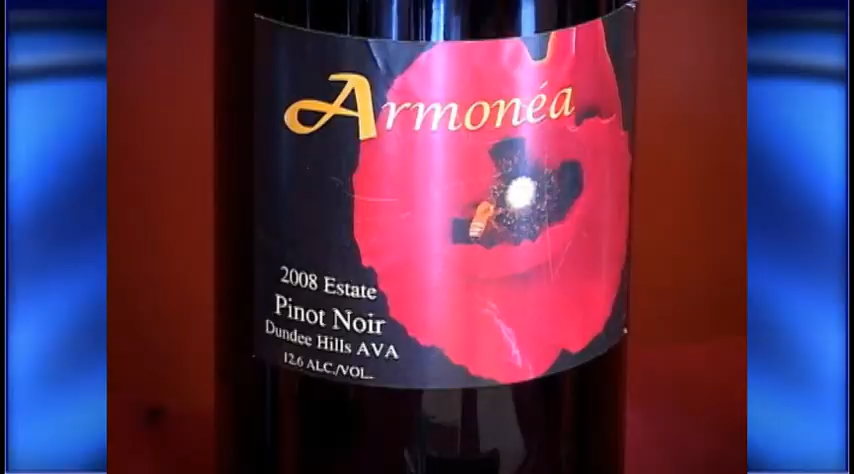 Armonéa
2008 Estate
Pinot Noir
Dundee Hills AVA
12.6 ALC./VOL.